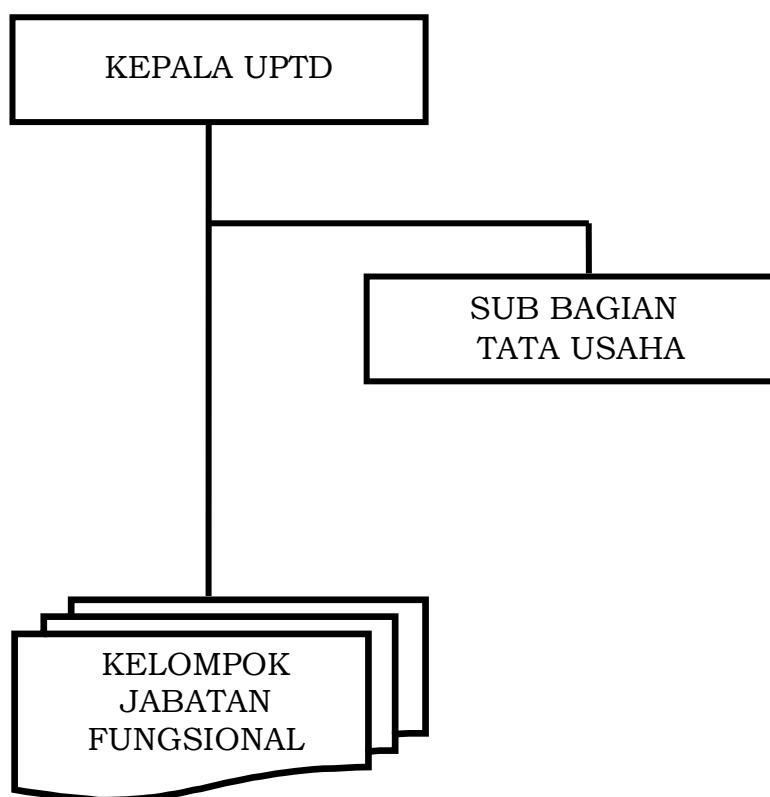 KEPALA UPTD
SUB BAGIAN
TATA USAHA
KELOMPOK
JABATAN
FUNGSIONAL